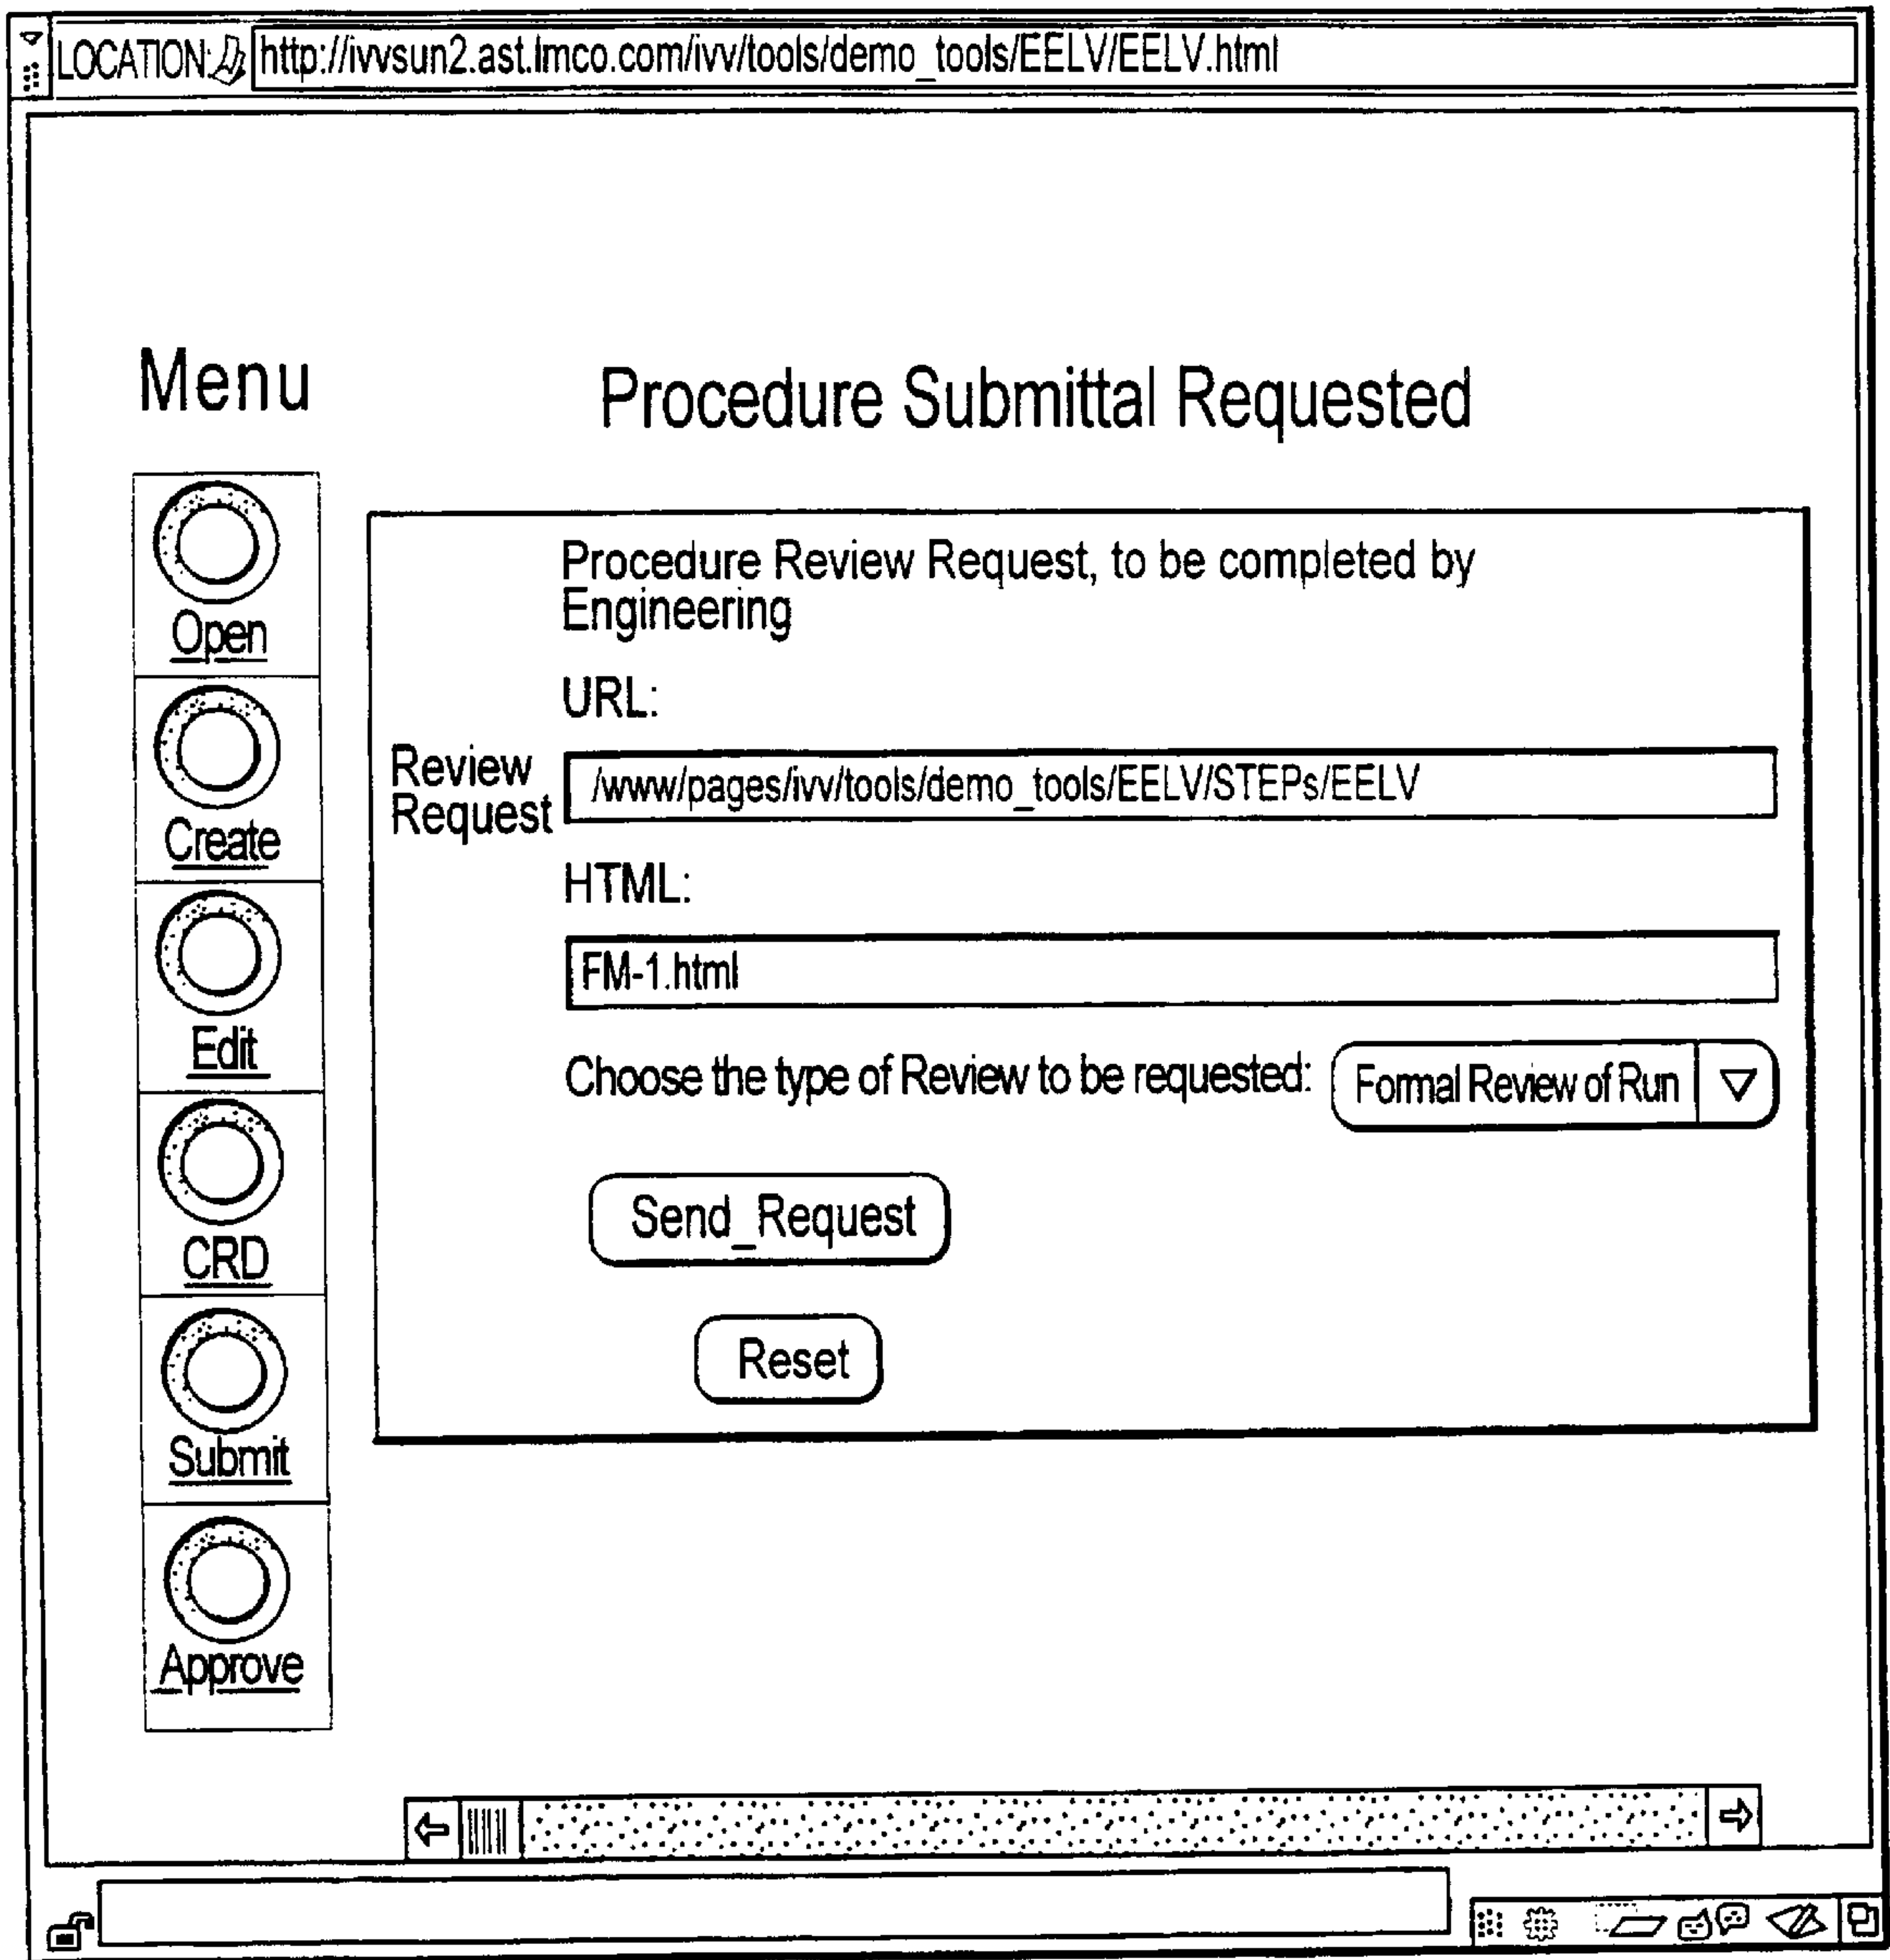 LOCATION: http://ivvsun2.ast.lmco.com/ivv/tools/demo_tools/EELV/EELV.html
Menu
Procedure Submittal Requested
Open
Create
Edit
CRD
Submit
Approve
Procedure Review Request, to be completed by
Engineering
URL:
Review
Request
/www/pages/ivv/tools/demo_tools/EELV/STEPs/EELV
HTML:
FM-1.html
Choose the type of Review to be requested: Formal Review of Run
Send_Request
Reset